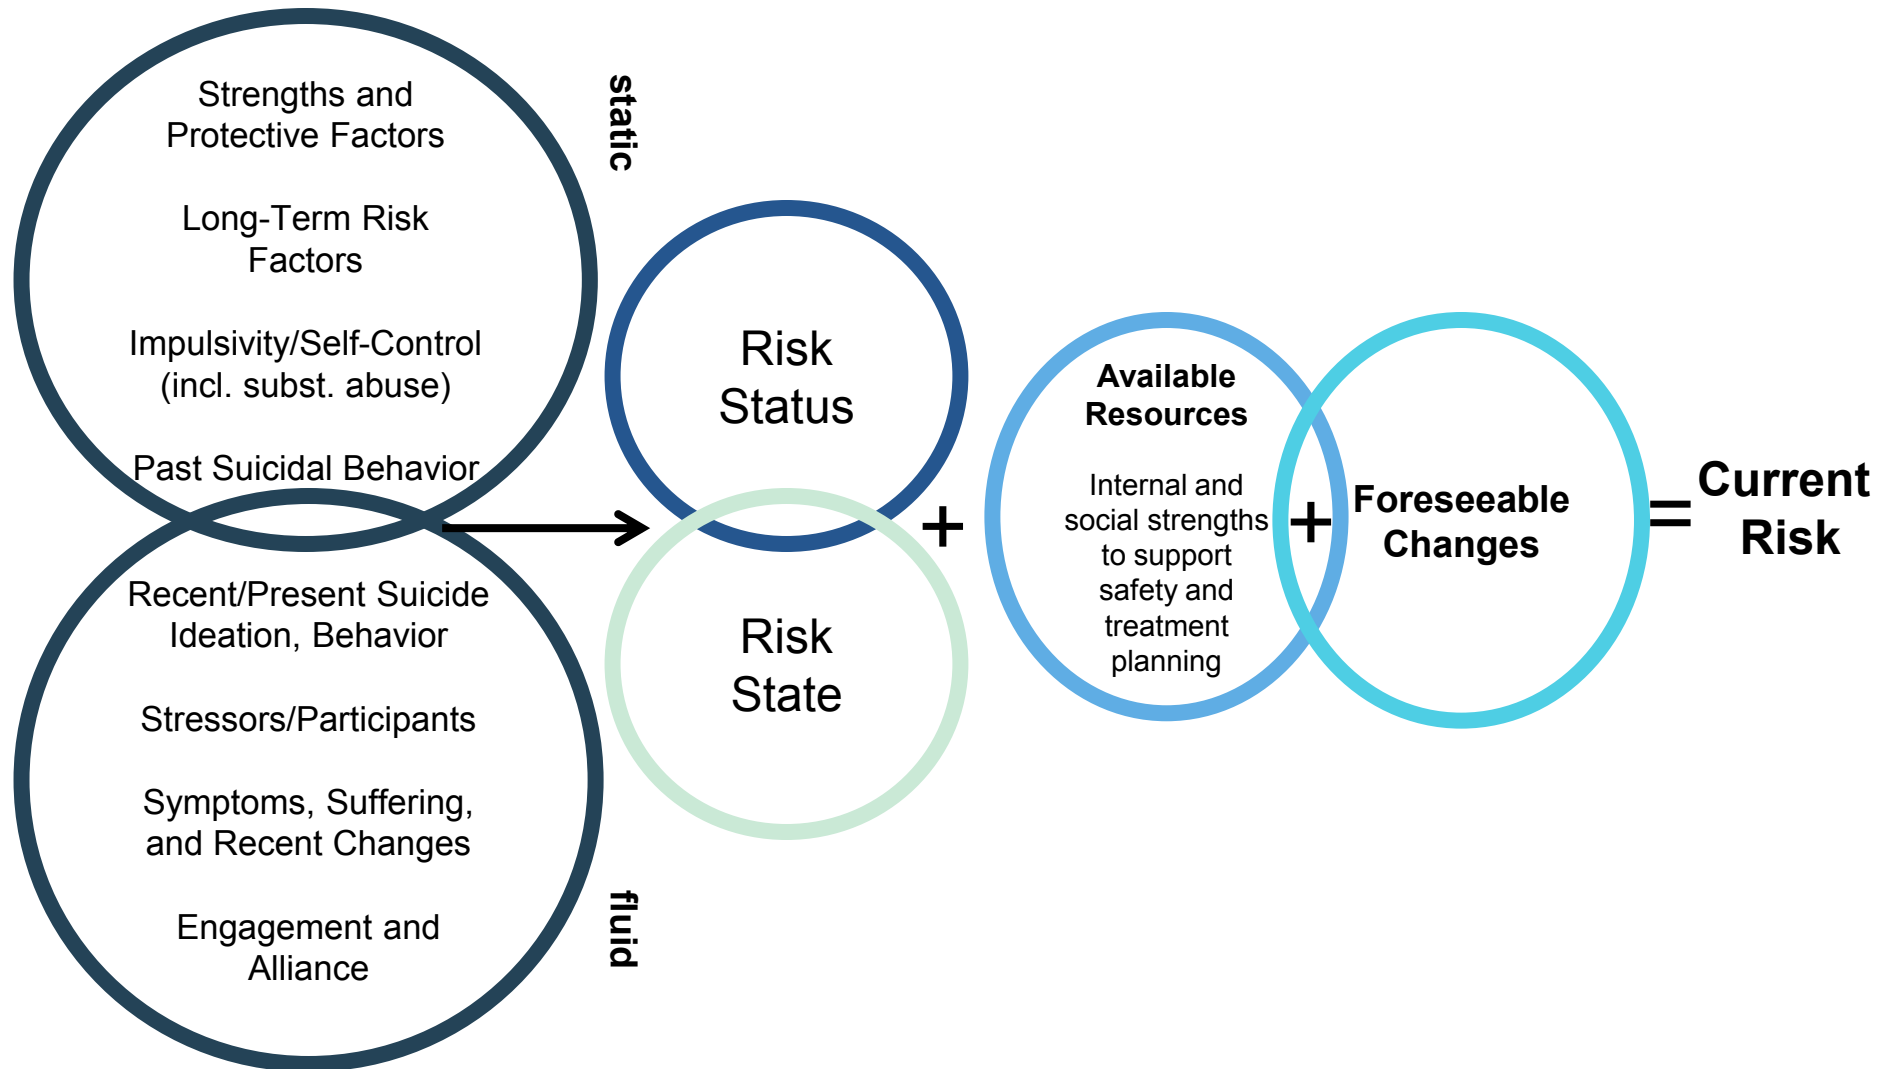 Strengths and
Protective Factors
Long-Term Risk
Factors
Impulsivity/Self-Control
(incl. subst. abuse)
Past Suicidal Behavior
static
Recent/Present Suicide
Ideation, Behavior
Stressors/Participants
Symptoms, Suffering,
and Recent Changes
Engagement and
Alliance
fluid
Risk
Status
Risk
State
+
Available
Resources
Internal and
social strengths
to support
safety and
treatment
planning
+
Foreseeable
Changes
=
Current
Risk